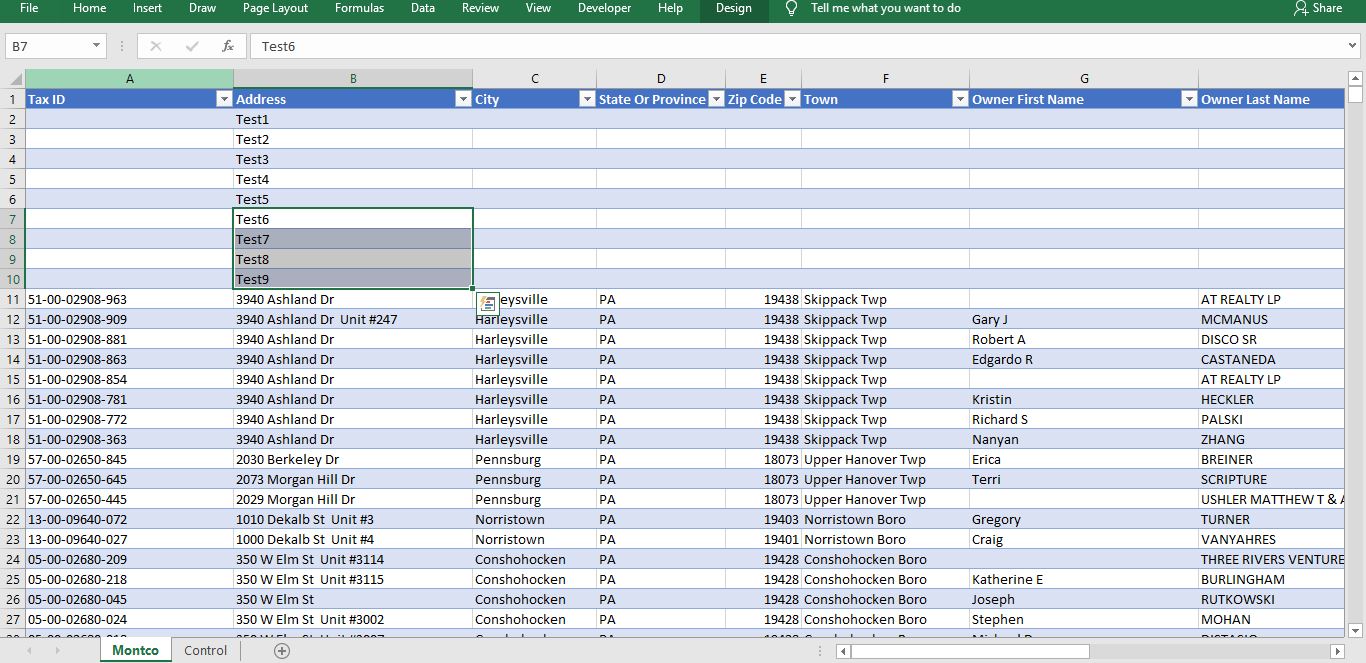 File Home Insert Draw Page Layout Formulas Data Review View Developer Help Design Tell me what you want to do Share
B7 fx Test6
A B C D E F G
1 Tax ID Address City State Or Province Zip Code Town Owner First Name Owner Last Name
2 Test1
3 Test2
4 Test3
5 Test4
6 Test5
7 Test6
8 Test7
9 Test8
10 Test9
11 51-00-02908-963 3940 Ashland Dr eysville PA 19438 Skippack Twp AT REALTY LP
12 51-00-02908-909 3940 Ashland Dr Unit #247 Harleysville PA 19438 Skippack Twp Gary J MCMANUS
13 51-00-02908-881 3940 Ashland Dr Harleysville PA 19438 Skippack Twp Robert A DISCO SR
14 51-00-02908-863 3940 Ashland Dr Harleysville PA 19438 Skippack Twp Edgardo R CASTANEDA
15 51-00-02908-854 3940 Ashland Dr Harleysville PA 19438 Skippack Twp AT REALTY LP
16 51-00-02908-781 3940 Ashland Dr Harleysville PA 19438 Skippack Twp Kristin HECKLER
17 51-00-02908-772 3940 Ashland Dr Harleysville PA 19438 Skippack Twp Richard S PALSKI
18 51-00-02908-363 3940 Ashland Dr Harleysville PA 19438 Skippack Twp Nanyan ZHANG
19 57-00-02650-845 2030 Berkeley Dr Pennsburg PA 18073 Upper Hanover Twp Erica BREINER
20 57-00-02650-645 2073 Morgan Hill Dr Pennsburg PA 18073 Upper Hanover Twp Terri SCRIPTURE
21 57-00-02650-445 2029 Morgan Hill Dr Pennsburg PA 18073 Upper Hanover Twp USHLER MATTHEW T &
22 13-00-09640-072 1010 Dekalb St Unit #3 Norristown PA 19403 Norristown Boro Gregory TURNER
23 13-00-09640-027 1000 Dekalb St Unit #4 Norristown PA 19401 Norristown Boro Craig VANYAHRES
24 05-00-02680-209 350 W Elm St Unit #3114 Conshohocken PA 19428 Conshohocken Boro THREE RIVERS VENTURE
25 05-00-02680-218 350 W Elm St Unit #3115 Conshohocken PA 19428 Conshohocken Boro Katherine E BURLINGHAM
26 05-00-02680-045 350 W Elm St Conshohocken PA 19428 Conshohocken Boro Joseph RUTKOWSKI
27 05-00-02680-024 350 W Elm St Unit #3002 Conshohocken PA 19428 Conshohocken Boro Stephen MOHAN
Montco Control